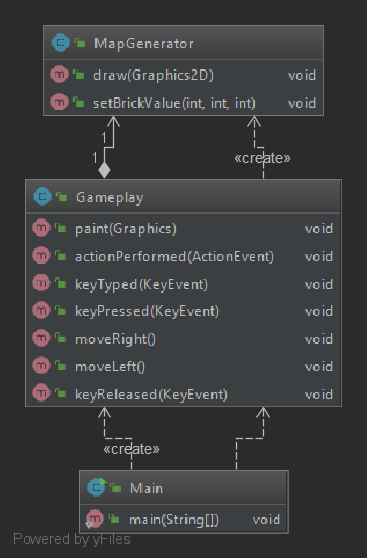 MapGenerator
draw(Graphics2D) void
setBrickValue(int, int, int) void
1
1
«create»
Gameplay
paint(Graphics) void
actionPerformed(ActionEvent) void
keyTyped(KeyEvent) void
keyPressed(KeyEvent) void
moveRight() void
moveLeft() void
keyReleased(KeyEvent) void
«create»
Main
main(String[]) void
Powered by yFiles